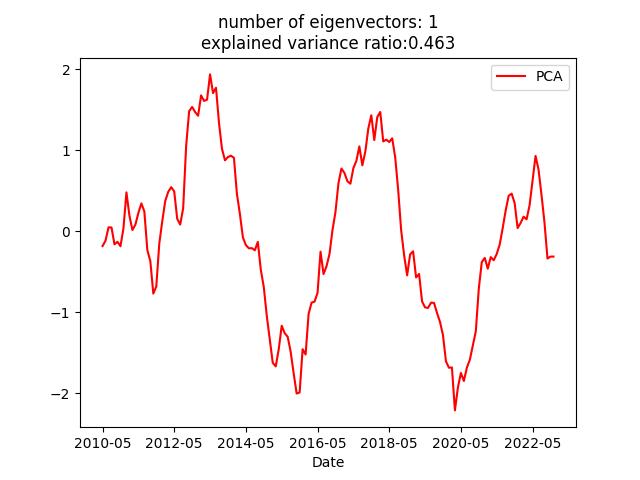 number of eigenvectors: 1
explained variance ratio:0.463
PCA
2
1
0
−1
−2
2010-05 2012-05 2014-05 2016-05 2018-05 2020-05 2022-05
Date